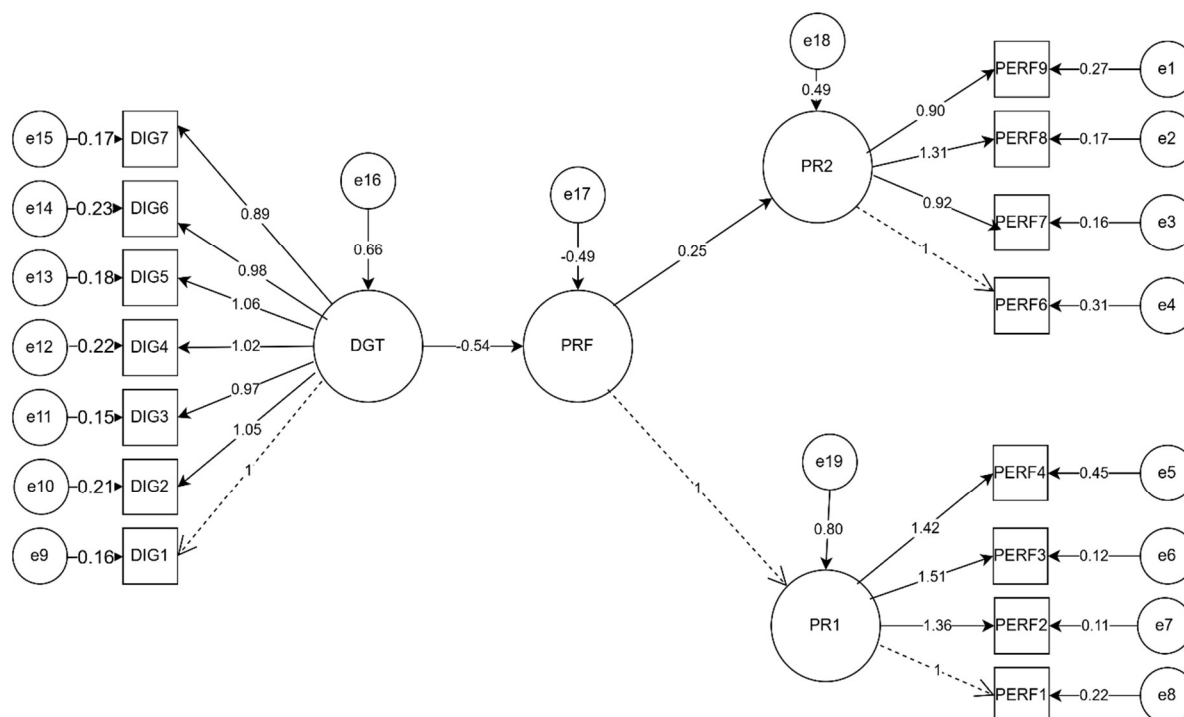 e18
PERF9
0.27
e1
0.49
0.90
e15
0.17
DIG7
PERF8
0.17
e2
1.31
PR2
e16
e17
e14
0.23
DIG6
0.89
0.92
PERF7
0.16
e3
0.66
-0.49
0.25
1
e13
0.18
DIG5
0.98
1.06
PERF6
0.31
e4
e12
0.22
DIG4
1.02
DGT
-0.54
PRF
0.97
e11
0.15
DIG3
1.05
e19
PERF4
0.45
e5
1
1
e10
0.21
DIG2
0.80
1.42
e9
0.16
DIG1
1.51
PERF3
0.12
e6
PR1
1.36
PERF2
0.11
e7
1
PERF1
0.22
e8